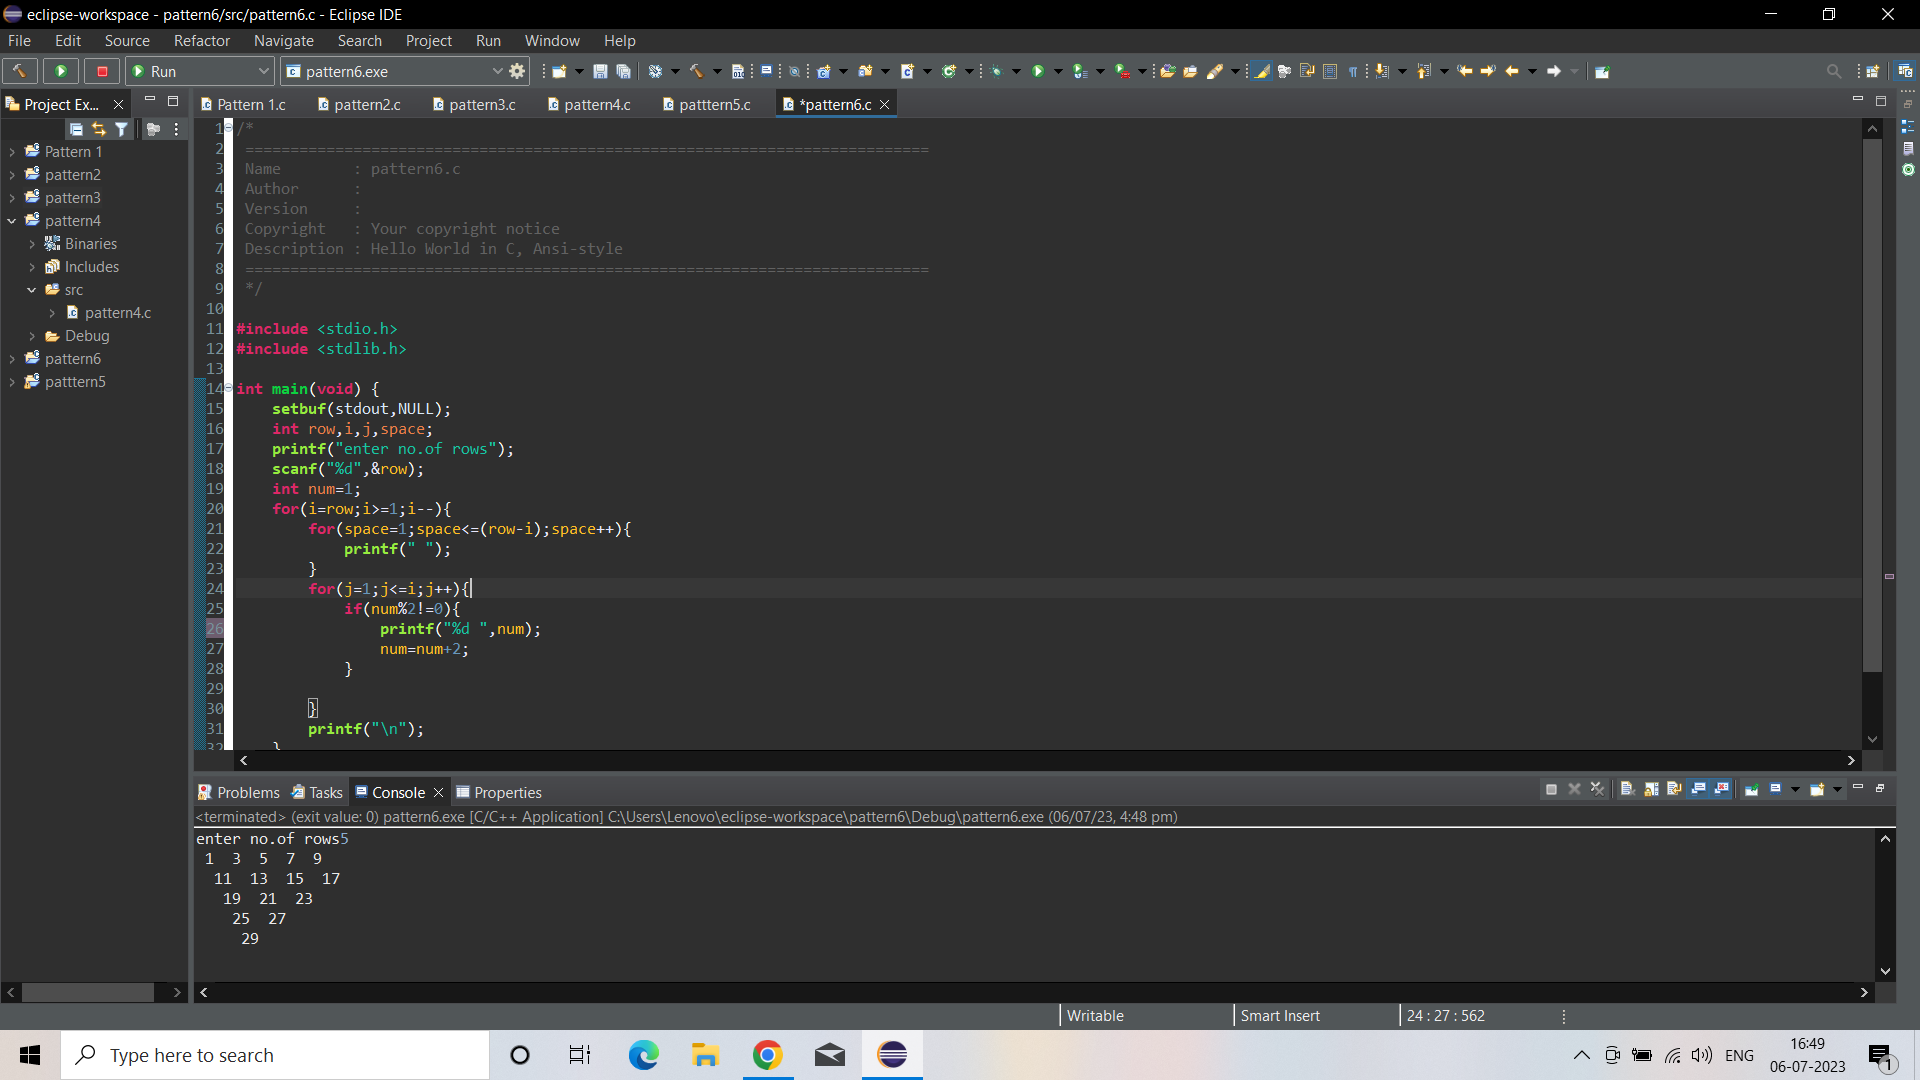 eclipse-workspace - pattern6/src/pattern6.c - Eclipse IDE
File Edit Source Refactor Navigate Search Project Run Window Help
Run pattern6.exe
Project Ex... Pattern 1.c pattern2.c pattern3.c pattern4.c patttern5.c *pattern6.c
Pattern 1
pattern2
pattern3
pattern4
Binaries
Includes
src
pattern4.c
Debug
pattern6
patttern5
1 /*
2 ============================================================================
3 Name : pattern6.c
4 Author :
5 Version :
6 Copyright : Your copyright notice
7 Description : Hello World in C, Ansi-style
8 ============================================================================
9 */
10
11 #include <stdio.h>
12 #include <stdlib.h>
13
14 int main(void) {
15 setbuf(stdout,NULL);
16 int row,i,j,space;
17 printf("enter no.of rows");
18 scanf("%d",&row);
19 int num=1;
20 for(i=row;i>=1;i--){
21 for(space=1;space<=(row-i);space++){
22 printf(" ");
23 }
24 for(j=1;j<=i;j++){
25 if(num%2!=0){
26 printf("%d ",num);
27 num=num+2;
28 }
29
30 }
31 printf("\n");
32 }
Problems Tasks Console Properties
<terminated> (exit value: 0) pattern6.exe [C/C++ Application] C:\Users\Lenovo\eclipse-workspace\pattern6\Debug\pattern6.exe (06/07/23, 4:48 pm)
enter no.of rows5
1 3 5 7 9
11 13 15 17
19 21 23
25 27
29
Writable Smart Insert 24 : 27 : 562
Type here to search
ENG
16:49
06-07-2023
1